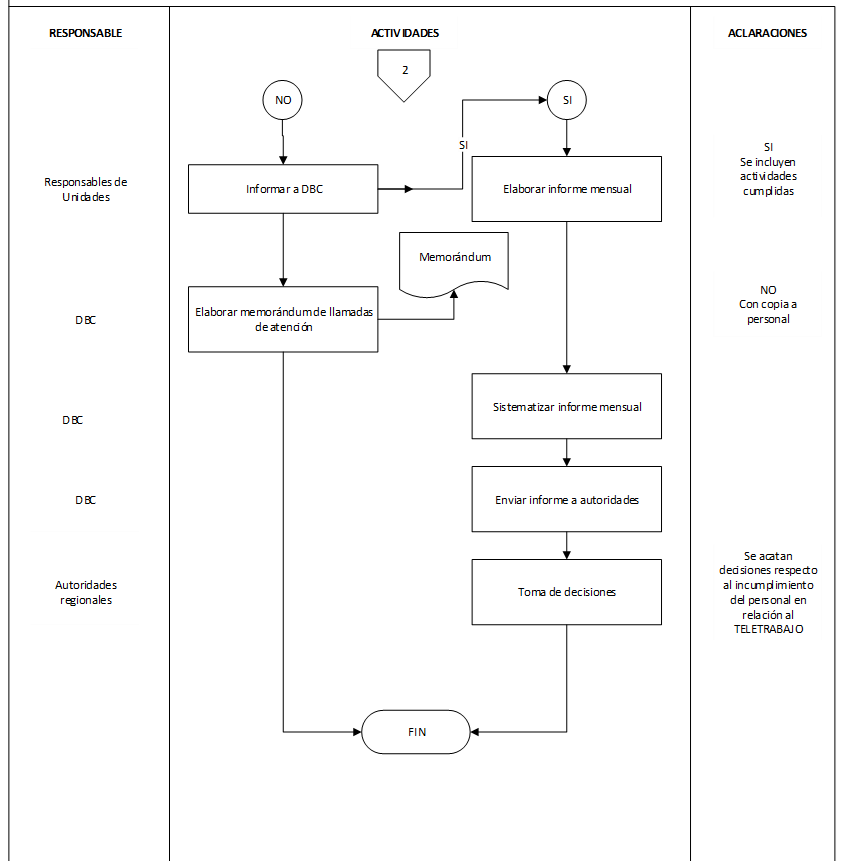 RESPONSABLE
ACTIVIDADES
ACLARACIONES
2
NO
SI
SI
SI
Se incluyen
actividades
cumplidas
Responsables de
Unidades
Informar a DBC
Elaborar informe mensual
Memorándum
NO
Con copia a
personal
DBC
Elaborar memorándum de llamadas
de atención
DBC
Sistematizar informe mensual
DBC
Enviar informe a autoridades
Autoridades
regionales
Toma de decisiones
Se acatan
decisiones respecto
al incumplimiento
del personal en
relación al
TELETRABAJO
FIN